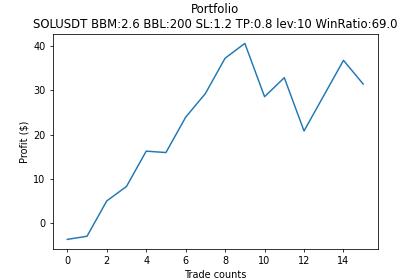 Portfolio
SOLUSDT BBM:2.6 BBL:200 SL:1.2 TP:0.8 lev:10 WinRatio:69.0
40
30
20
10
0
Profit ($)
0 2 4 6 8 10 12 14
Trade counts